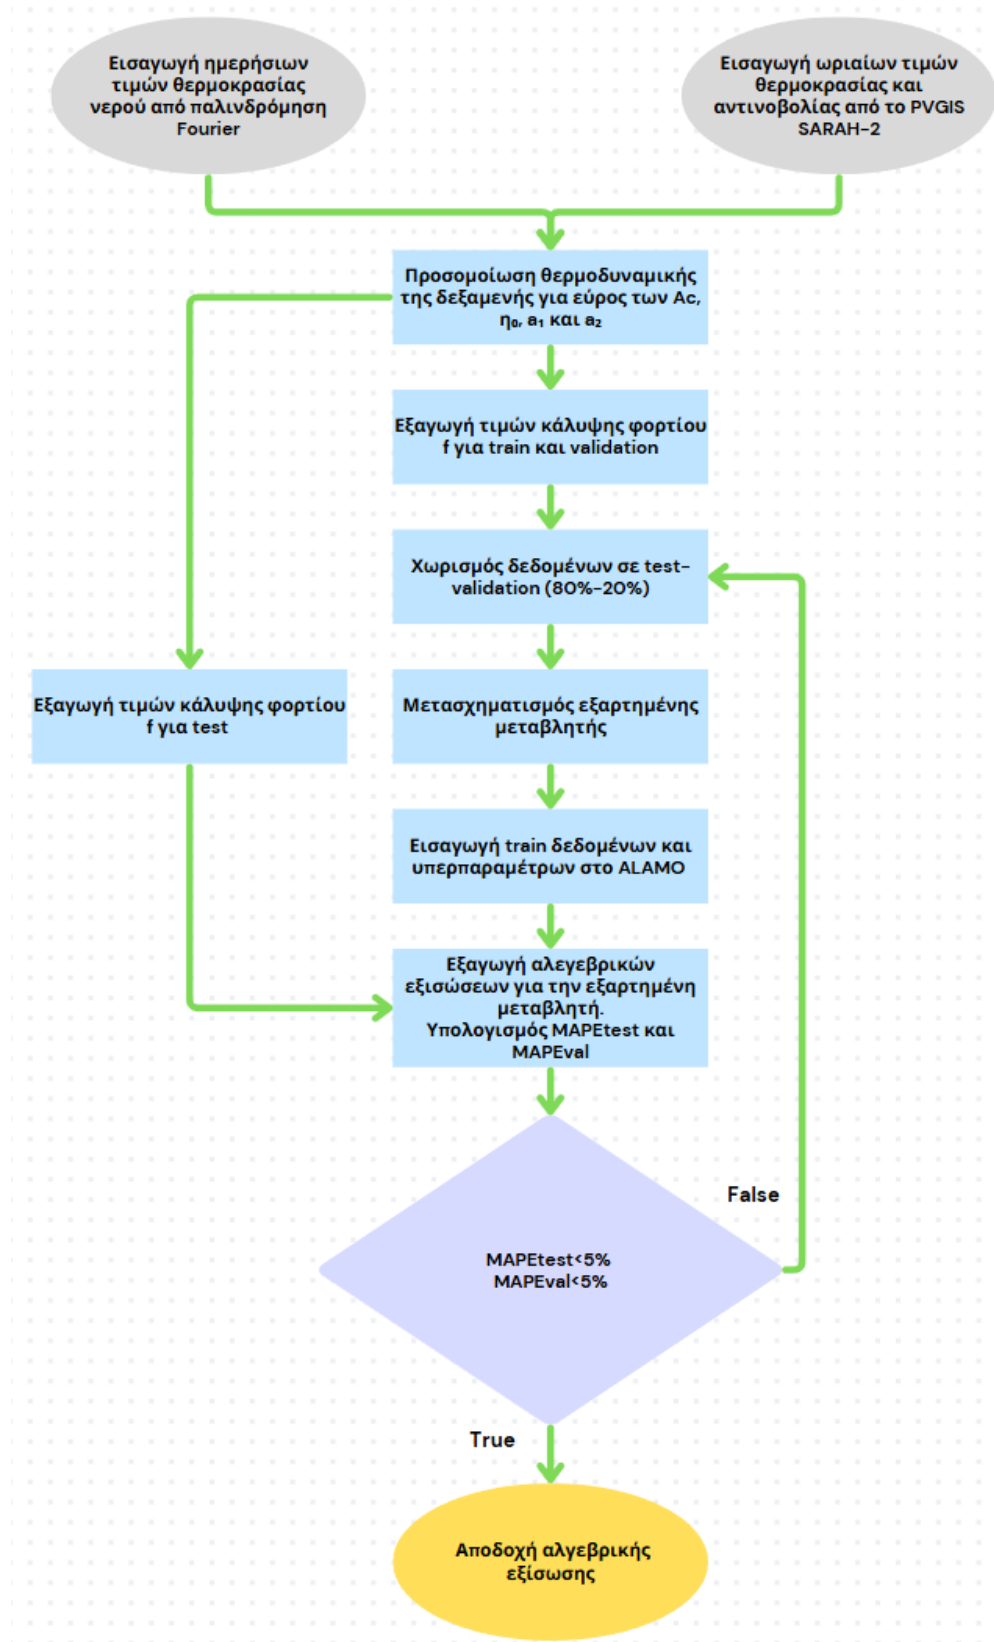 Εισαγωγή ημερήσιων
τιμών θερμοκρασίας
νερού από παλινδρόμηση
Fourier
Εισαγωγή ωριαίων τιμών
θερμοκρασίας και
αντινοβολίας από το PVGIS
SARAH-2
Προσομοίωση θερμοδυναμικής
της δεξαμενής για εύρος των Ac,
η₀, a₁ και a₂
Εξαγωγή τιμών κάλυψης φορτίου
f για train και validation
Χωρισμός δεδομένων σε test-
validation (80%-20%)
Εξαγωγή τιμών κάλυψης φορτίου
f για test
Μετασχηματισμός εξαρτημένης
μεταβλητής
Εισαγωγή train δεδομένων και
υπερπαραμέτρων στο ALAMO
Εξαγωγή αλεγεβρικών
εξισώσεων για την εξαρτημένη
μεταβλητή.
Υπολογισμός MAPEtest και
MAPEval
False
MAPEtest<5%
MAPEval<5%
True
Αποδοχή αλγεβρικής
εξίσωσης